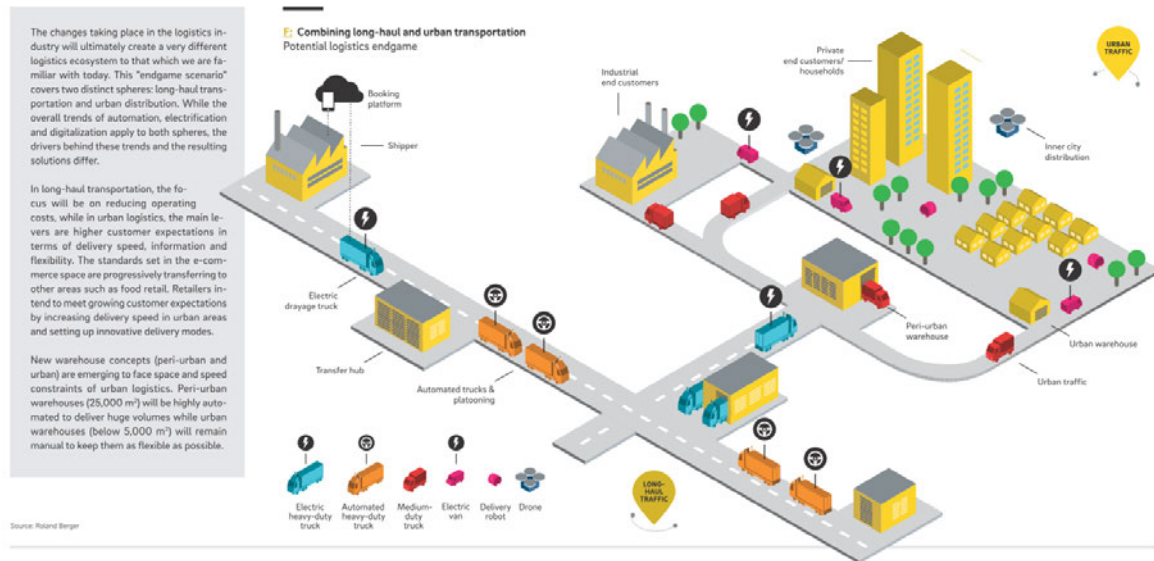 The changes taking place in the logistics in-
dustry will ultimately create a very different
logistics ecosystem to that which we are fa-
miliar with today. This "endgame scenario"
covers two distinct spheres: long-haul trans-
portation and urban distribution. While the
overall trends of automation, electrification
and digitalization apply to both spheres, the
drivers behind these trends and the resulting
solutions differ.
In long-haul transportation, the fo-
cus will be on reducing operating
costs, while in urban logistics, the main le-
vers are higher customer expectations in
terms of delivery speed, information and
flexibility. The standards set in the e-com-
merce space are progressively transferring to
other areas such as food retail. Retailers in-
tend to meet growing customer expectations
by increasing delivery speed in urban areas
and setting up innovative delivery modes.
New warehouse concepts (peri-urban and
urban) are emerging to face space and speed
constraints of urban logistics. Peri-urban
warehouses (25,000 m²) will be highly auto-
mated to deliver huge volumes while urban
warehouses (below 5,000 m²) will remain
manual to keep them as flexible as possible.
Source: Roland Berger
F: Combining long-haul and urban transportation
Potential logistics endgame
Booking
platform
Shipper
Industrial
end customers
Private
end customers/
households
URBAN
TRAFFIC
Inner city
distribution
Electric
drayage truck
Transfer hub
Automated trucks &
platooning
Peri-urban
warehouse
Urban warehouse
Urban traffic
LONG-
HAUL
TRAFFIC
Electric
heavy-duty
truck
Automated
heavy-duty
truck
Medium-
duty
truck
Electric
van
Delivery
robot
Drone